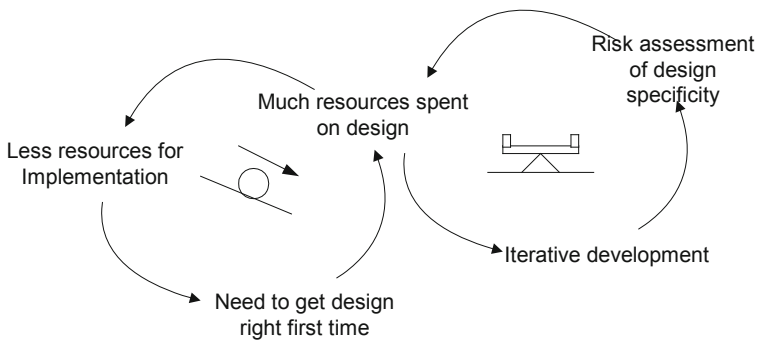 Risk assessment
of design
specificity
Much resources spent
on design
Less resources for
Implementation
Iterative development
Need to get design
right first time